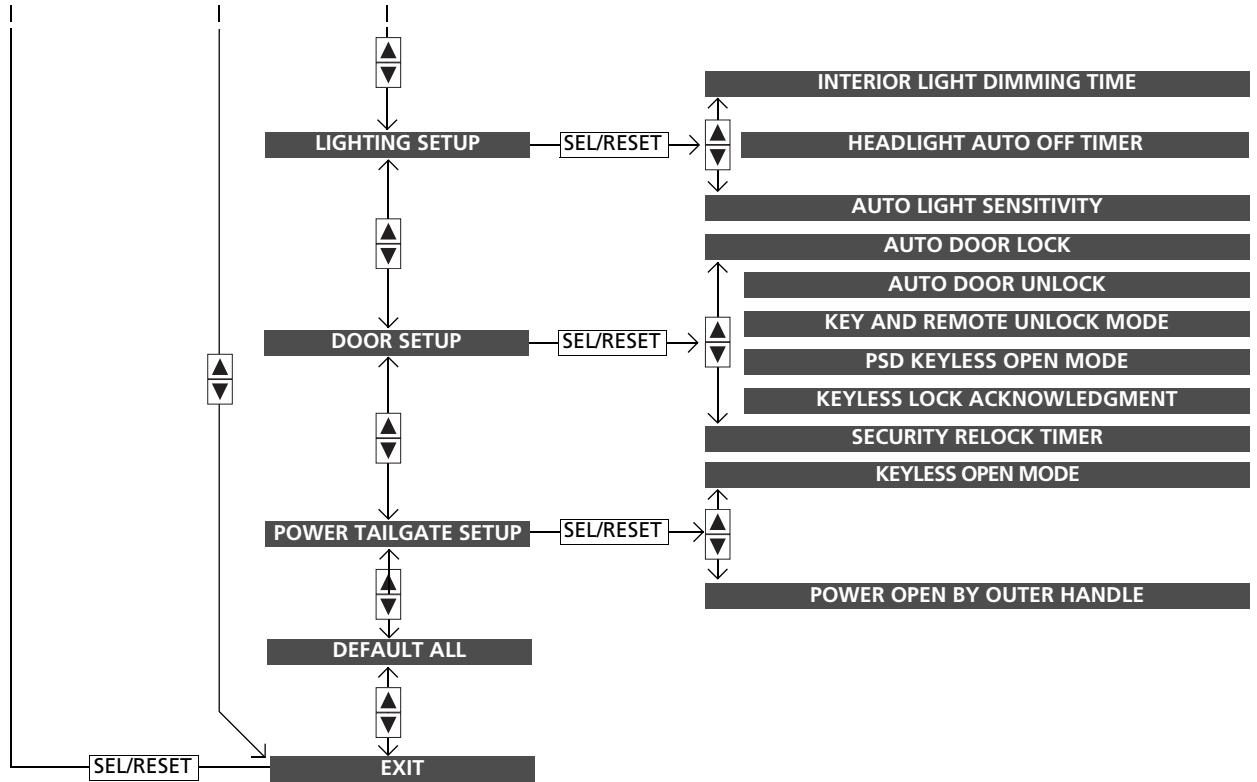 INTERIOR LIGHT DIMMING TIME
LIGHTING SETUP
SEL/RESET
HEADLIGHT AUTO OFF TIMER
AUTO LIGHT SENSITIVITY
AUTO DOOR LOCK
AUTO DOOR UNLOCK
KEY AND REMOTE UNLOCK MODE
DOOR SETUP
SEL/RESET
PSD KEYLESS OPEN MODE
KEYLESS LOCK ACKNOWLEDGMENT
SECURITY RELOCK TIMER
KEYLESS OPEN MODE
POWER TAILGATE SETUP
SEL/RESET
POWER OPEN BY OUTER HANDLE
DEFAULT ALL
SEL/RESET
EXIT